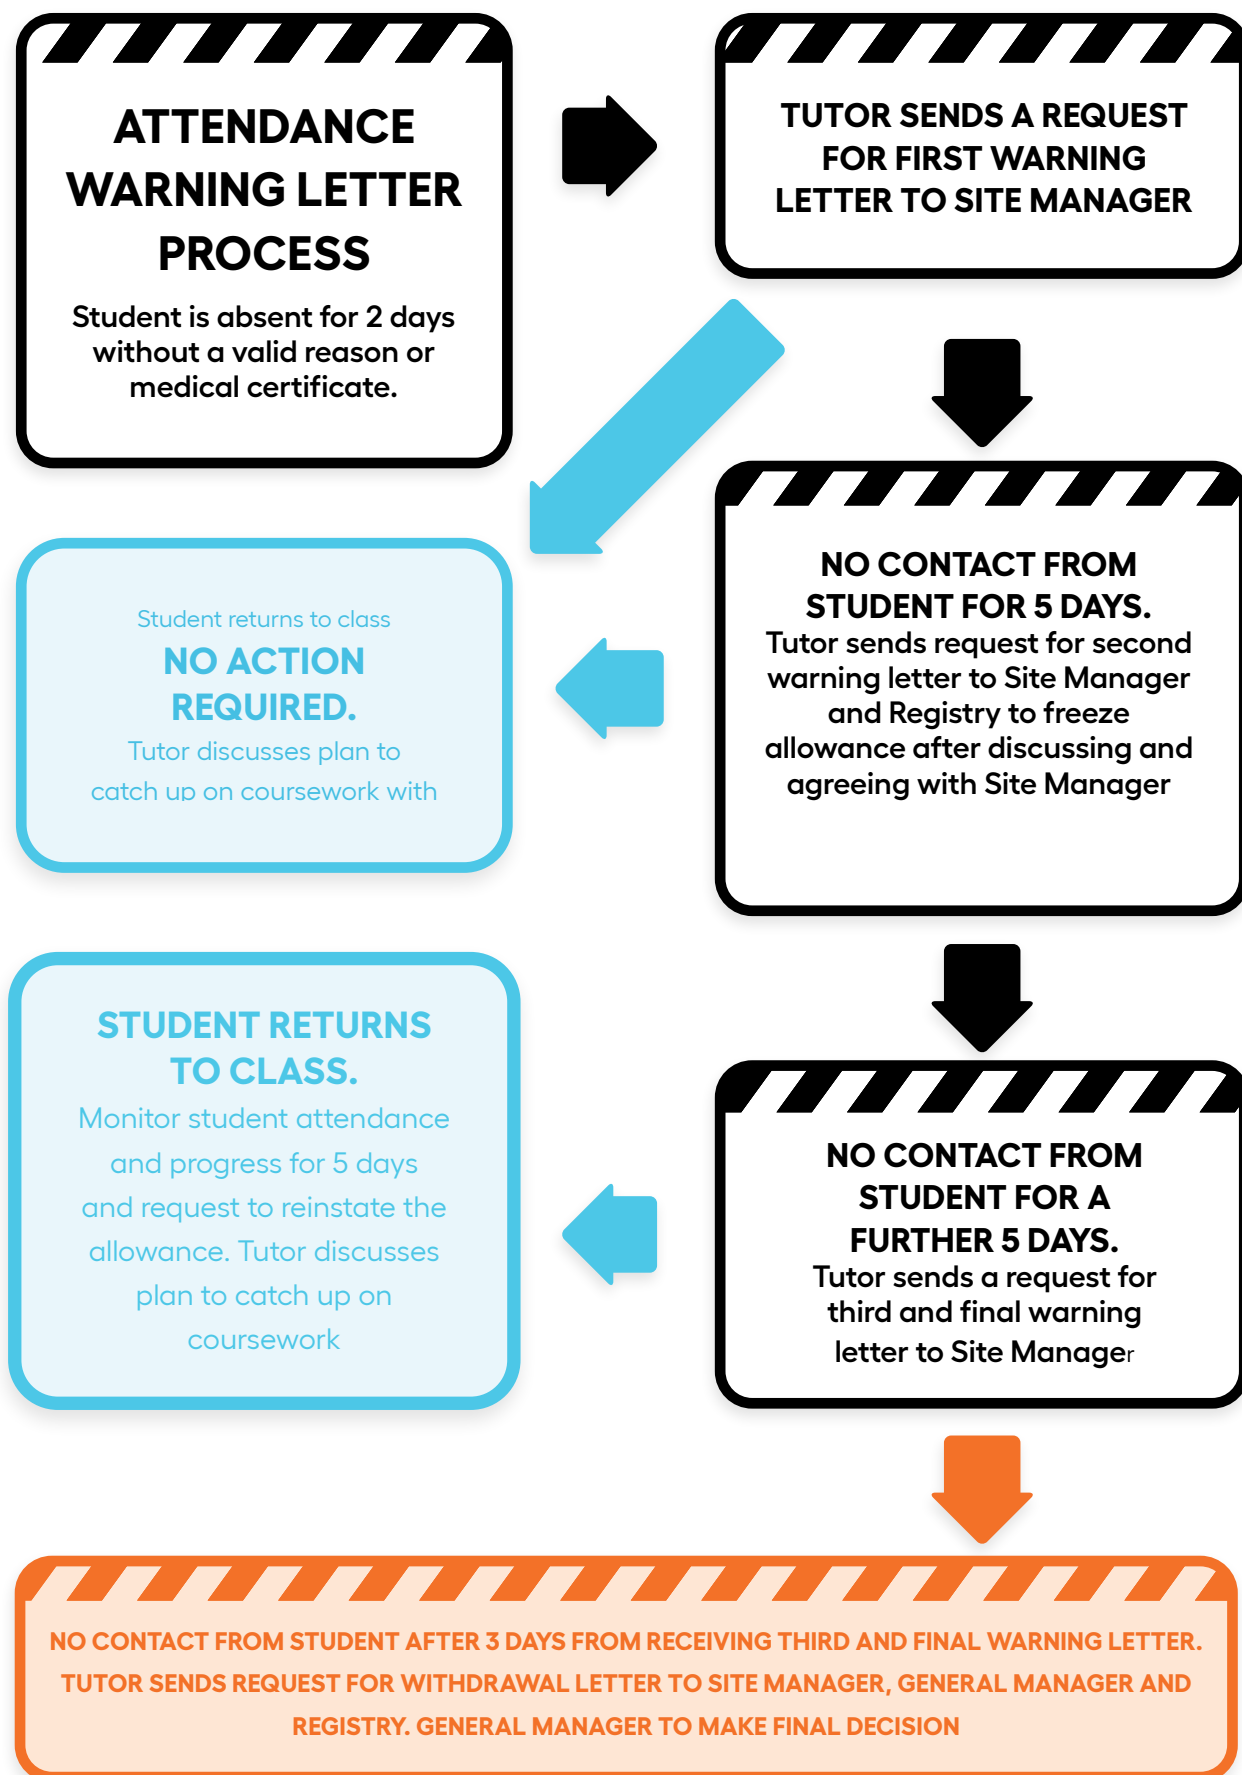 ATTENDANCE
WARNING LETTER
PROCESS
Student is absent for 2 days
without a valid reason or
medical certificate.
TUTOR SENDS A REQUEST
FOR FIRST WARNING
LETTER TO SITE MANAGER
NO CONTACT FROM
STUDENT FOR 5 DAYS.
Tutor sends request for second
warning letter to Site Manager
and Registry to freeze
allowance after discussing and
agreeing with Site Manager
Student returns to class
NO ACTION
REQUIRED.
Tutor discusses plan to
catch up on coursework with
STUDENT RETURNS
TO CLASS.
Monitor student attendance
and progress for 5 days
and request to reinstate the
allowance. Tutor discusses
plan to catch up on
coursework
NO CONTACT FROM
STUDENT FOR A
FURTHER 5 DAYS.
Tutor sends a request for
third and final warning
letter to Site Manager
NO CONTACT FROM STUDENT AFTER 3 DAYS FROM RECEIVING THIRD AND FINAL WARNING LETTER.
TUTOR SENDS REQUEST FOR WITHDRAWAL LETTER TO SITE MANAGER, GENERAL MANAGER AND
REGISTRY. GENERAL MANAGER TO MAKE FINAL DECISION